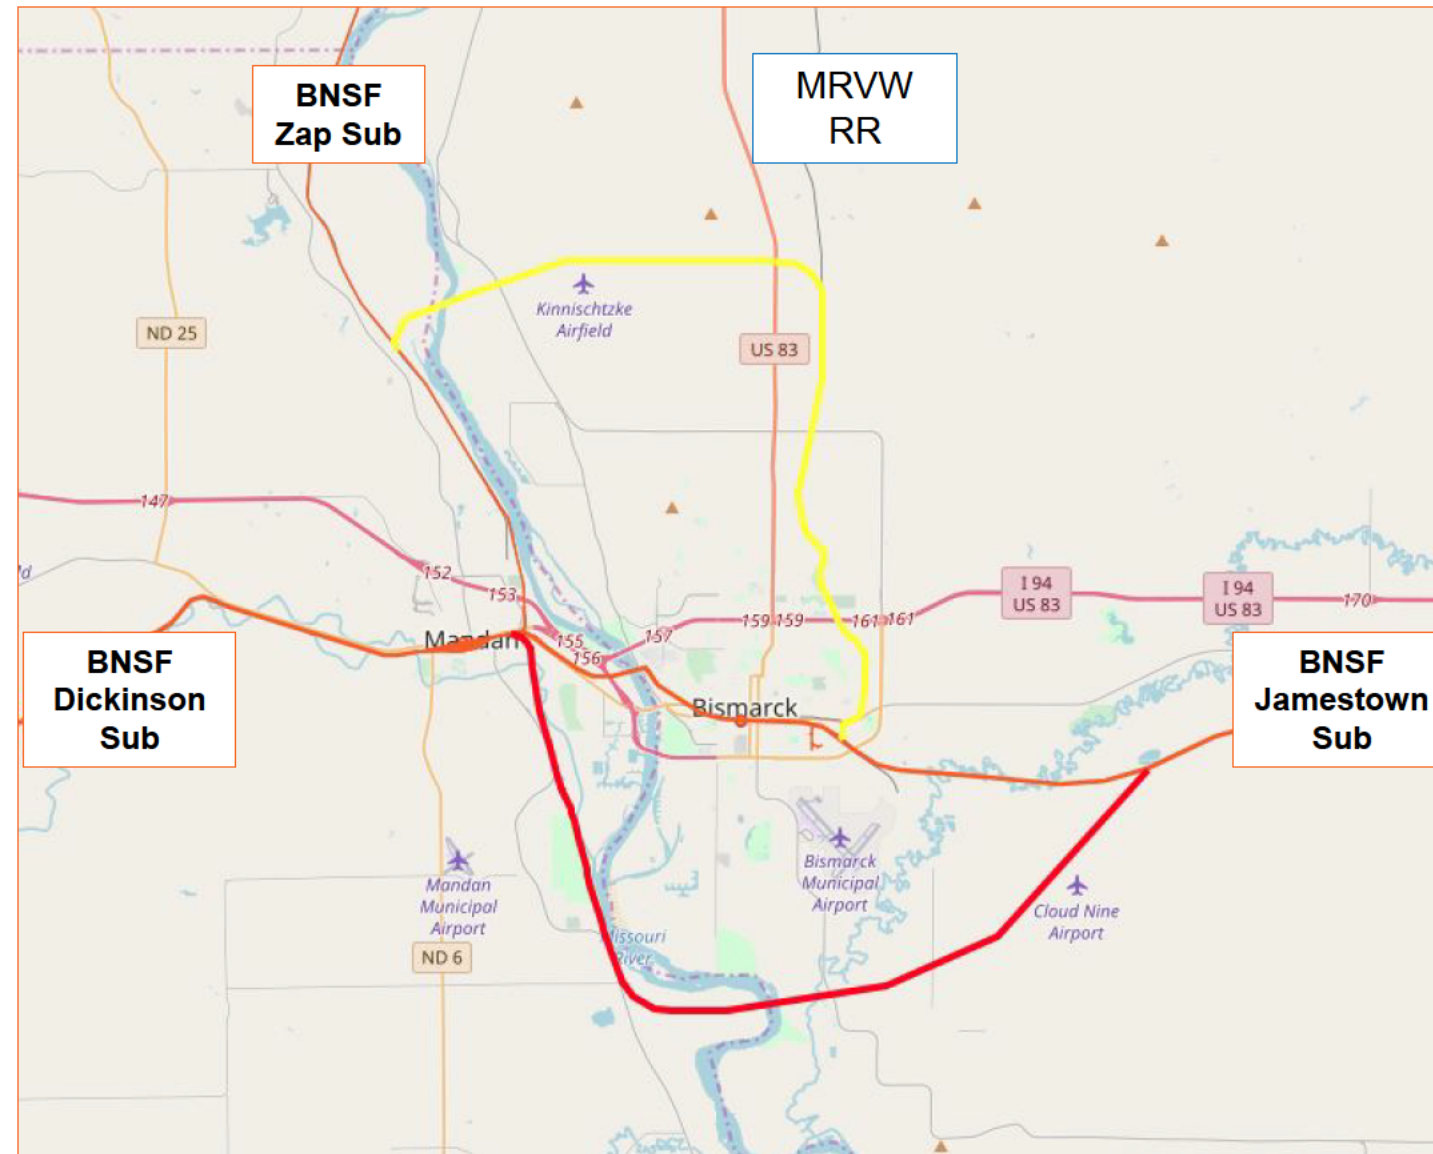 BNSF
Zap Sub
MRVW
RR
Kinnischtzke
Airfield
ND 25
US 83
147
152
153
155
156
157
159
159
161
161
I 94
US 83
I 94
US 83
170
Mandan
Bismarck
BNSF
Dickinson
Sub
BNSF
Jamestown
Sub
Mandan
Municipal
Airport
Bismarck
Municipal
Airport
Cloud Nine
Airport
Missouri
River
ND 6